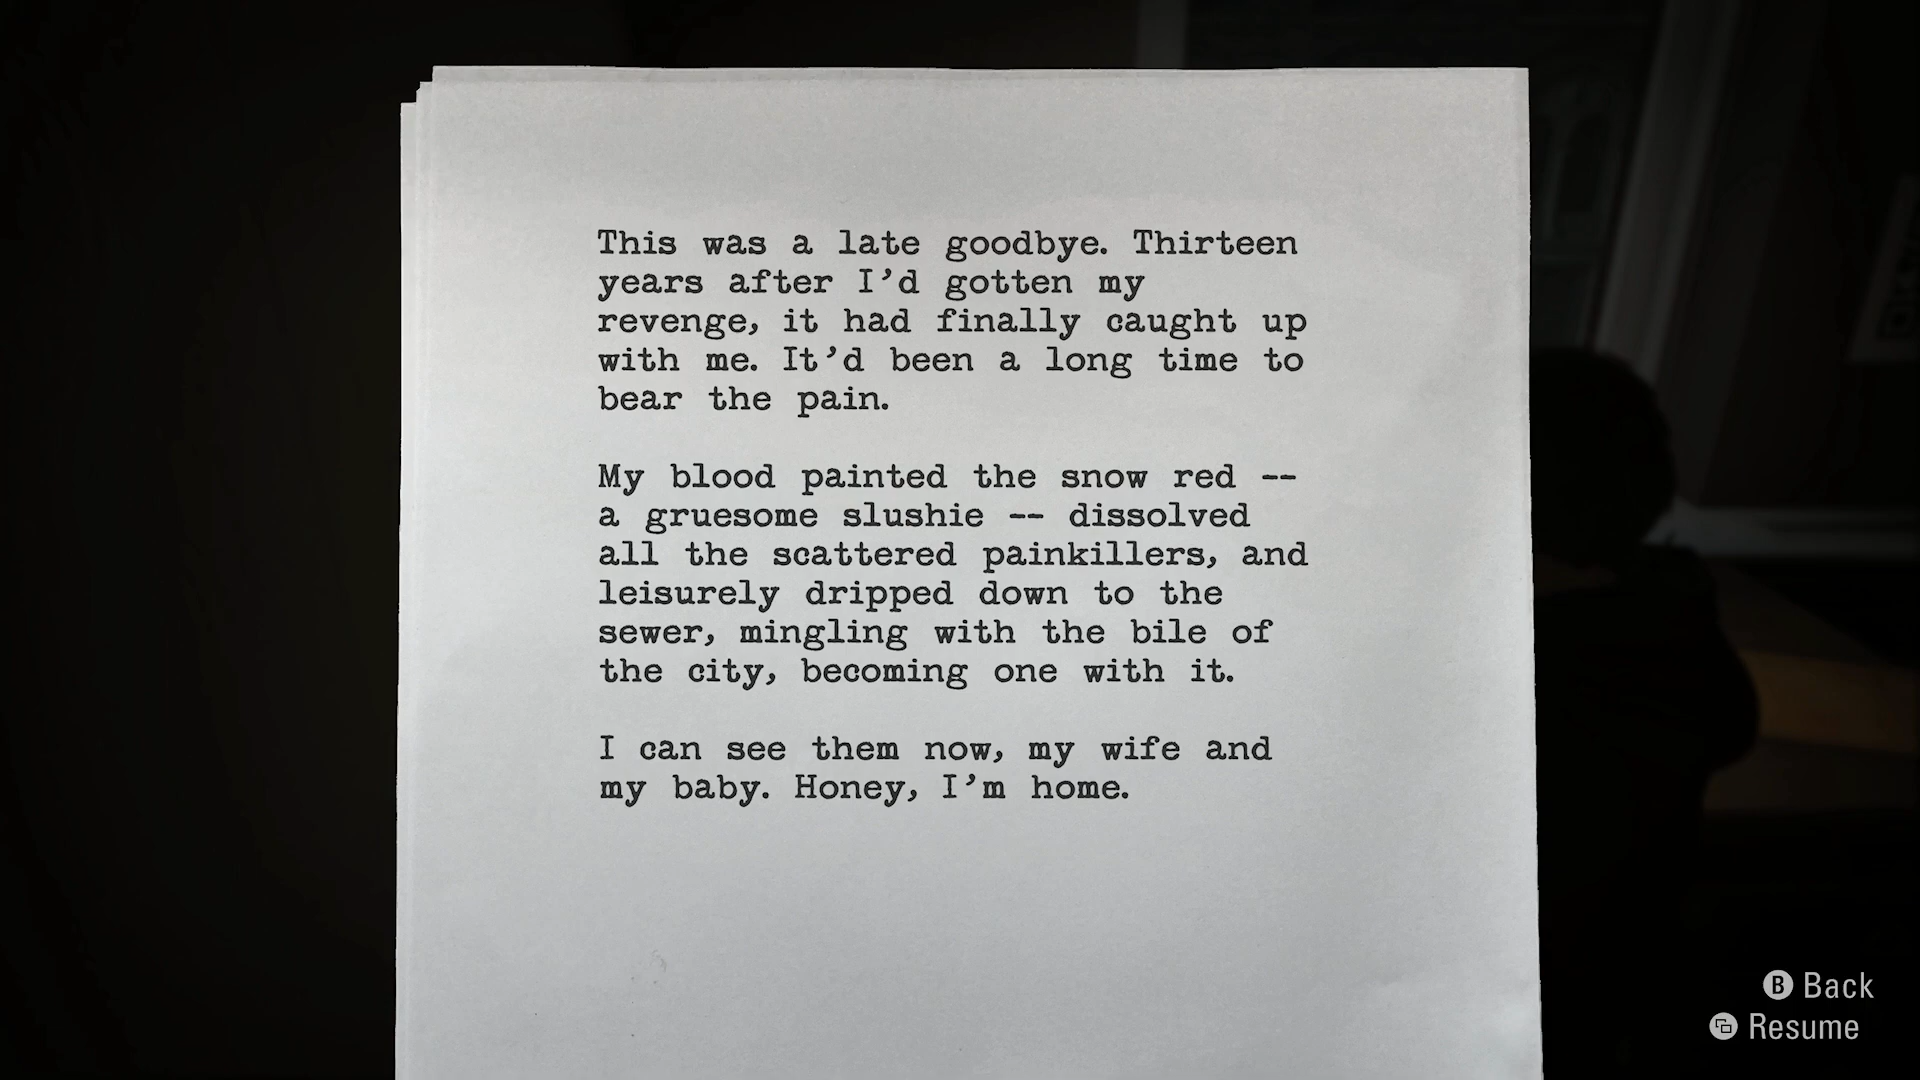 This was a late goodbye. Thirteen
years after I’d gotten my
revenge, it had finally caught up
with me. It’d been a long time to
bear the pain.
My blood painted the snow red --
a gruesome slushie -- dissolved
all the scattered painkillers, and
leisurely dripped down to the
sewer, mingling with the bile of
the city, becoming one with it.
I can see them now, my wife and
my baby. Honey, I’m home.
B Back
Resume